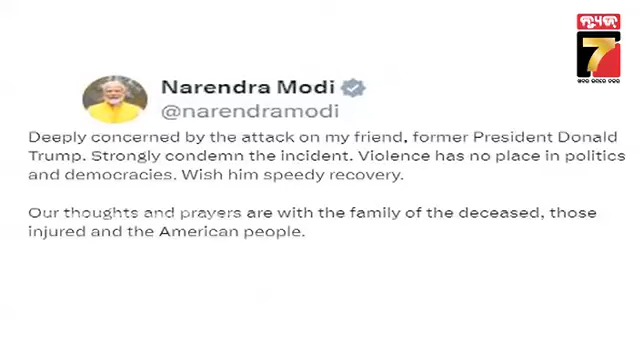 ନ୍ୟୁଜ୍
7
Narendra Modi
@narendramodi
Deeply concerned by the attack on my friend, former President Donald
Trump. Strongly condemn the incident. Violence has no place in politics
and democracies. Wish him speedy recovery.
Our thoughts and prayers are with the family of the deceased, those
injured and the American people.